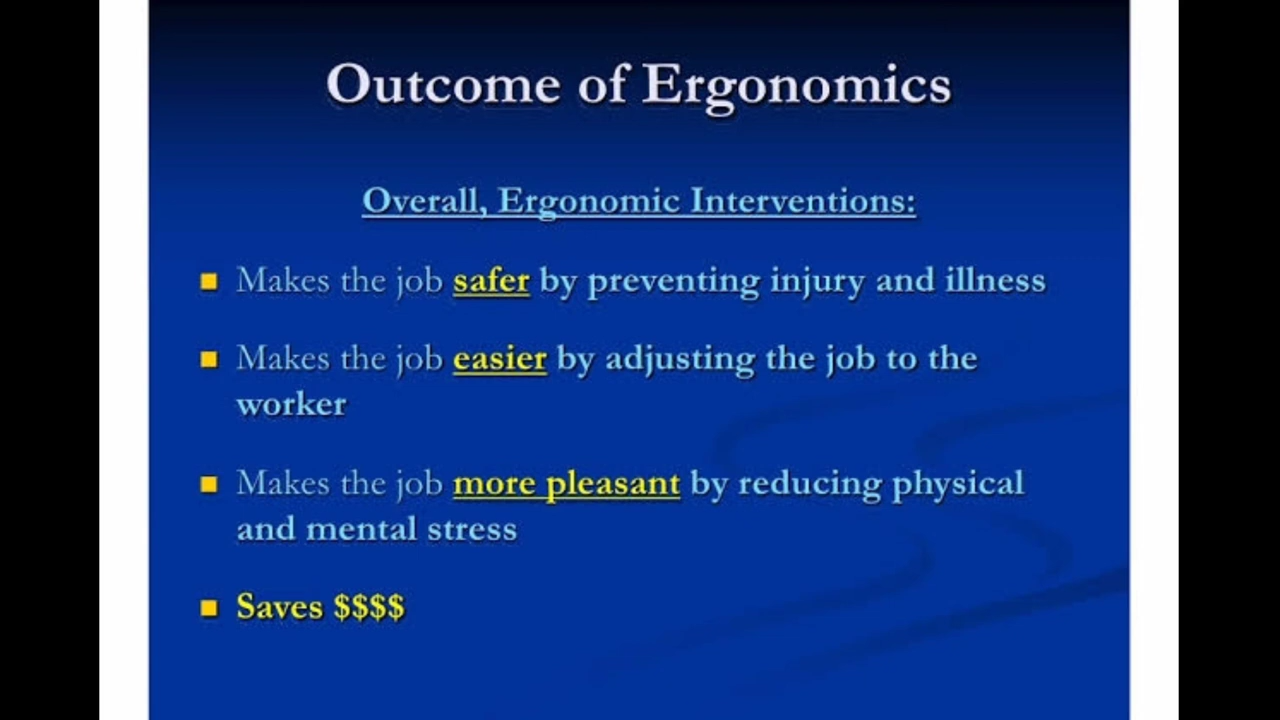 Outcome of Ergonomics
Overall, Ergonomic Interventions:
Makes the job safer by preventing injury and illness
Makes the job easier by adjusting the job to the
worker
Makes the job more pleasant by reducing physical
and mental stress
Saves $$$$